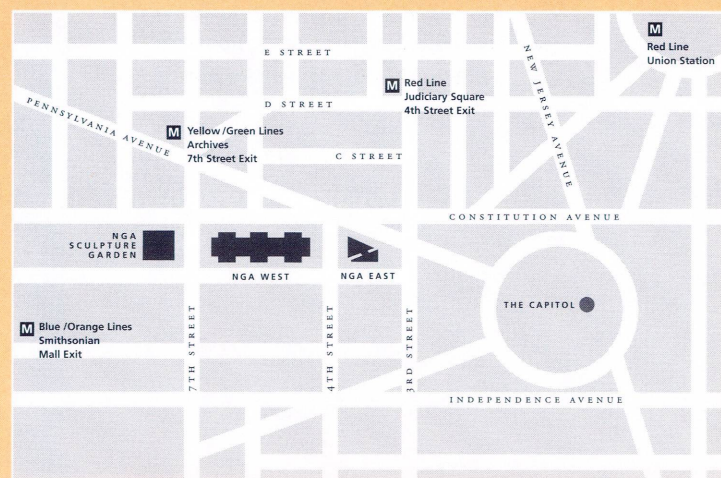 E STREET
M
Red Line
Union Station
NEW JERSEY AVENUE
M Red Line
Judiciary Square
4th Street Exit
D STREET
PENNSYLVANIA AVENUE
M Yellow/Green Lines
Archives
7th Street Exit
C STREET
CONSTITUTION AVENUE
NGA
SCULPTURE
GARDEN
NGA WEST
NGA EAST
THE CAPITOL
M Blue/Orange Lines
Smithsonian
Mall Exit
7TH STREET
4TH STREET
3RD STREET
INDEPENDENCE AVENUE